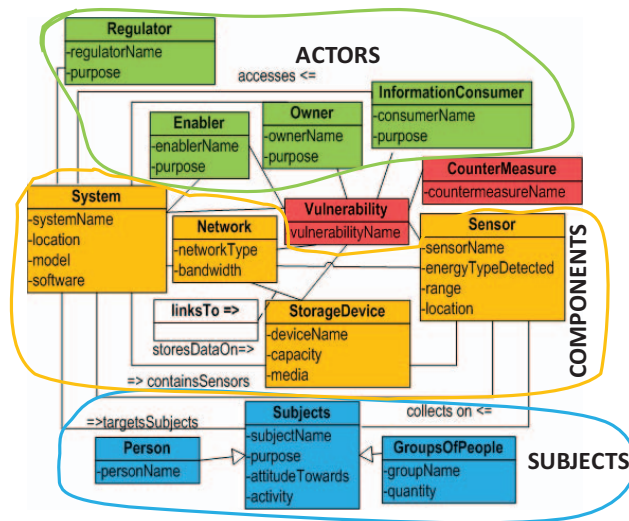 Regulator
-regulatorName
-purpose
ACTORS
accesses <=
InformationConsumer
-consumerName
-purpose
Owner
-ownerName
-purpose
Enabler
-enablerName
-purpose
CounterMeasure
-countermeasureName
System
-systemName
-location
-model
-software
Vulnerability
vulnerabilityName
Network
-networkType
-bandwidth
Sensor
-sensorName
-energyTypeDetected
-range
-location
COMPONENTS
linksTo =>
storesDataOn=>
StorageDevice
-deviceName
-capacity
-media
=> containsSensors
collects on <=
=>targetsSubjects
Subjects
-subjectName
-purpose
-attitudeTowards
-activity
Person
-personName
GroupsOfPeople
-groupName
-quantity
SUBJECTS